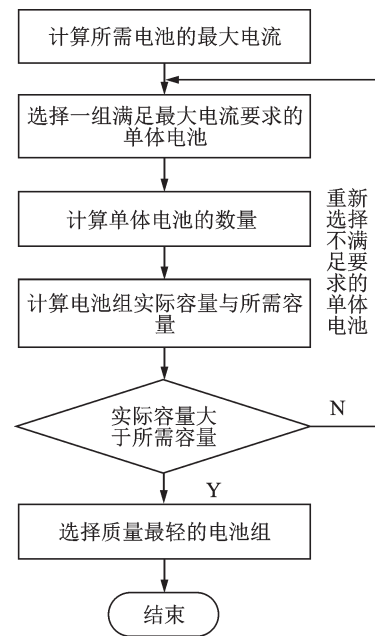 计算所需电池的最大电流
选择一组满足最大电流要求的
单体电池
计算单体电池的数量
重新
选择
不满
足要
求的
单体
电池
计算电池组实际容量与所需容
量
实际容量大
于所需容量
N
Y
选择质量最轻的电池组
结束